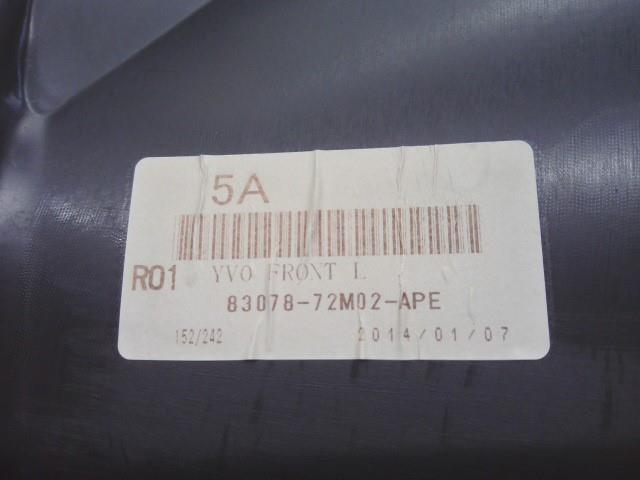 5A
R01 YVO FRONT L
83078-72M02-APE
152/242 2014/01/07